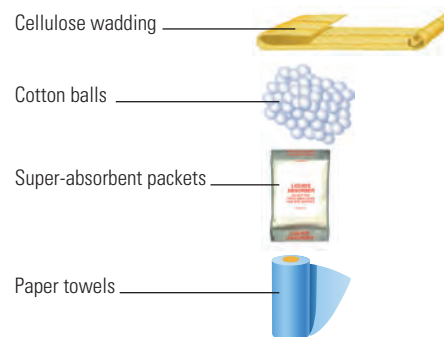 Cellulose wadding
Cotton balls
Super-absorbent packets
Paper towels